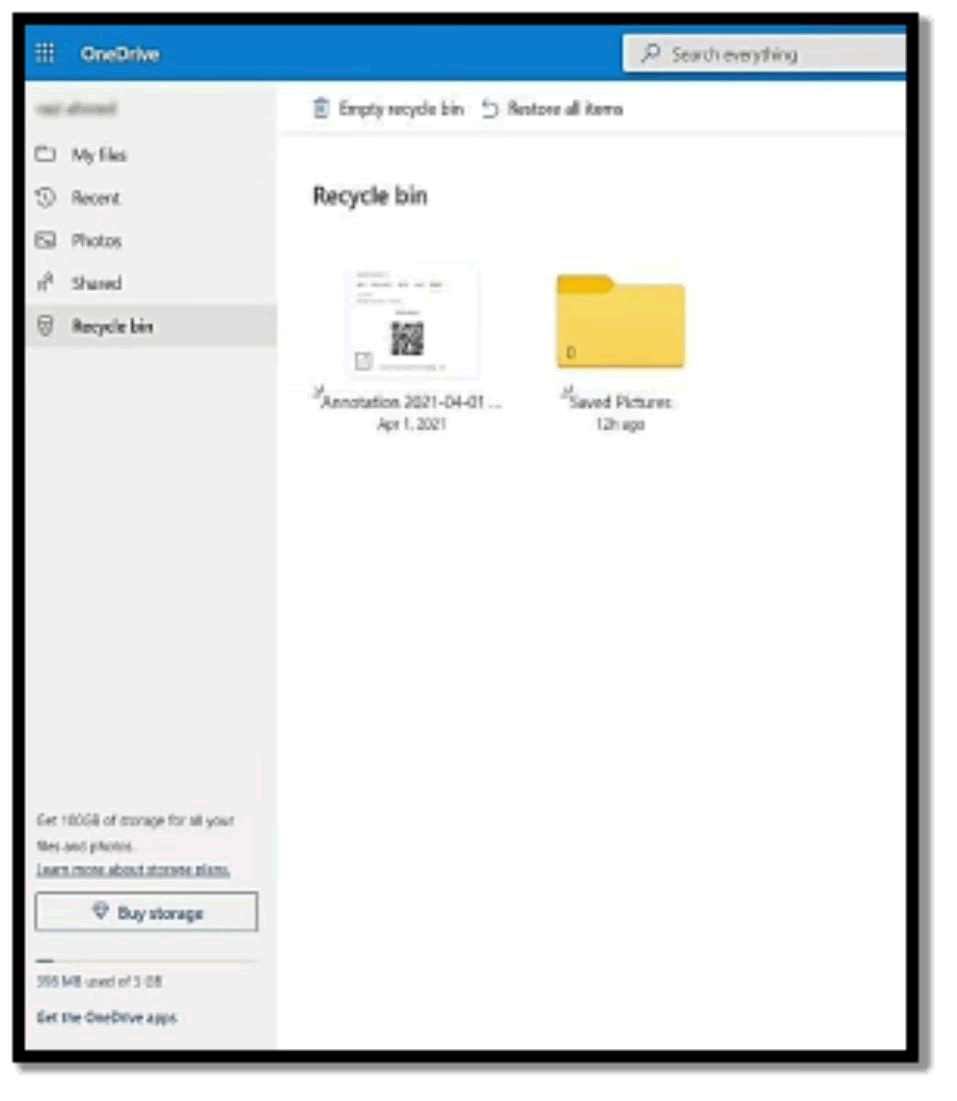 OneDrive
Search everything
Empty recycle bin
Restore all items
My files
Recent
Photos
Shared
Recycle bin
Recycle bin
Annotation 2021-04-01 ...
Apr 1, 2021
Saved Pictures
12h ago
0
Get 100GB of storage for all your
files and photos.
Learn more about storage plans.
Buy storage
MB used of 5 GB
Get the OneDrive apps